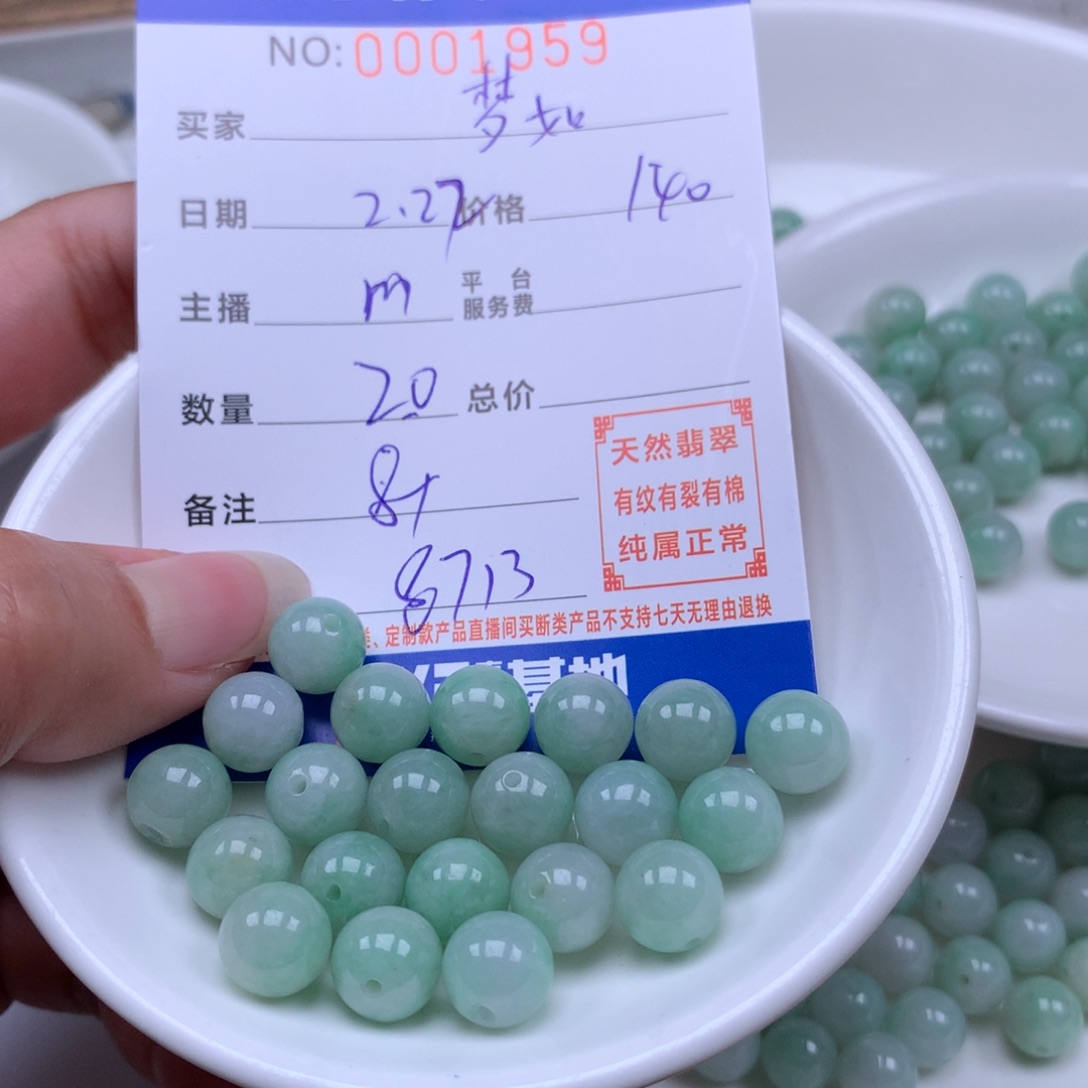 NO: 0001959
买家 梦如
日期 2.27 价格 140
主播 m 平台服务费
数量 20 总价
备注 8+
8713
天然翡翠
有纹有裂有棉
纯属正常
、定制款产品直播间买断类产品不支持七天无理由退换
基地